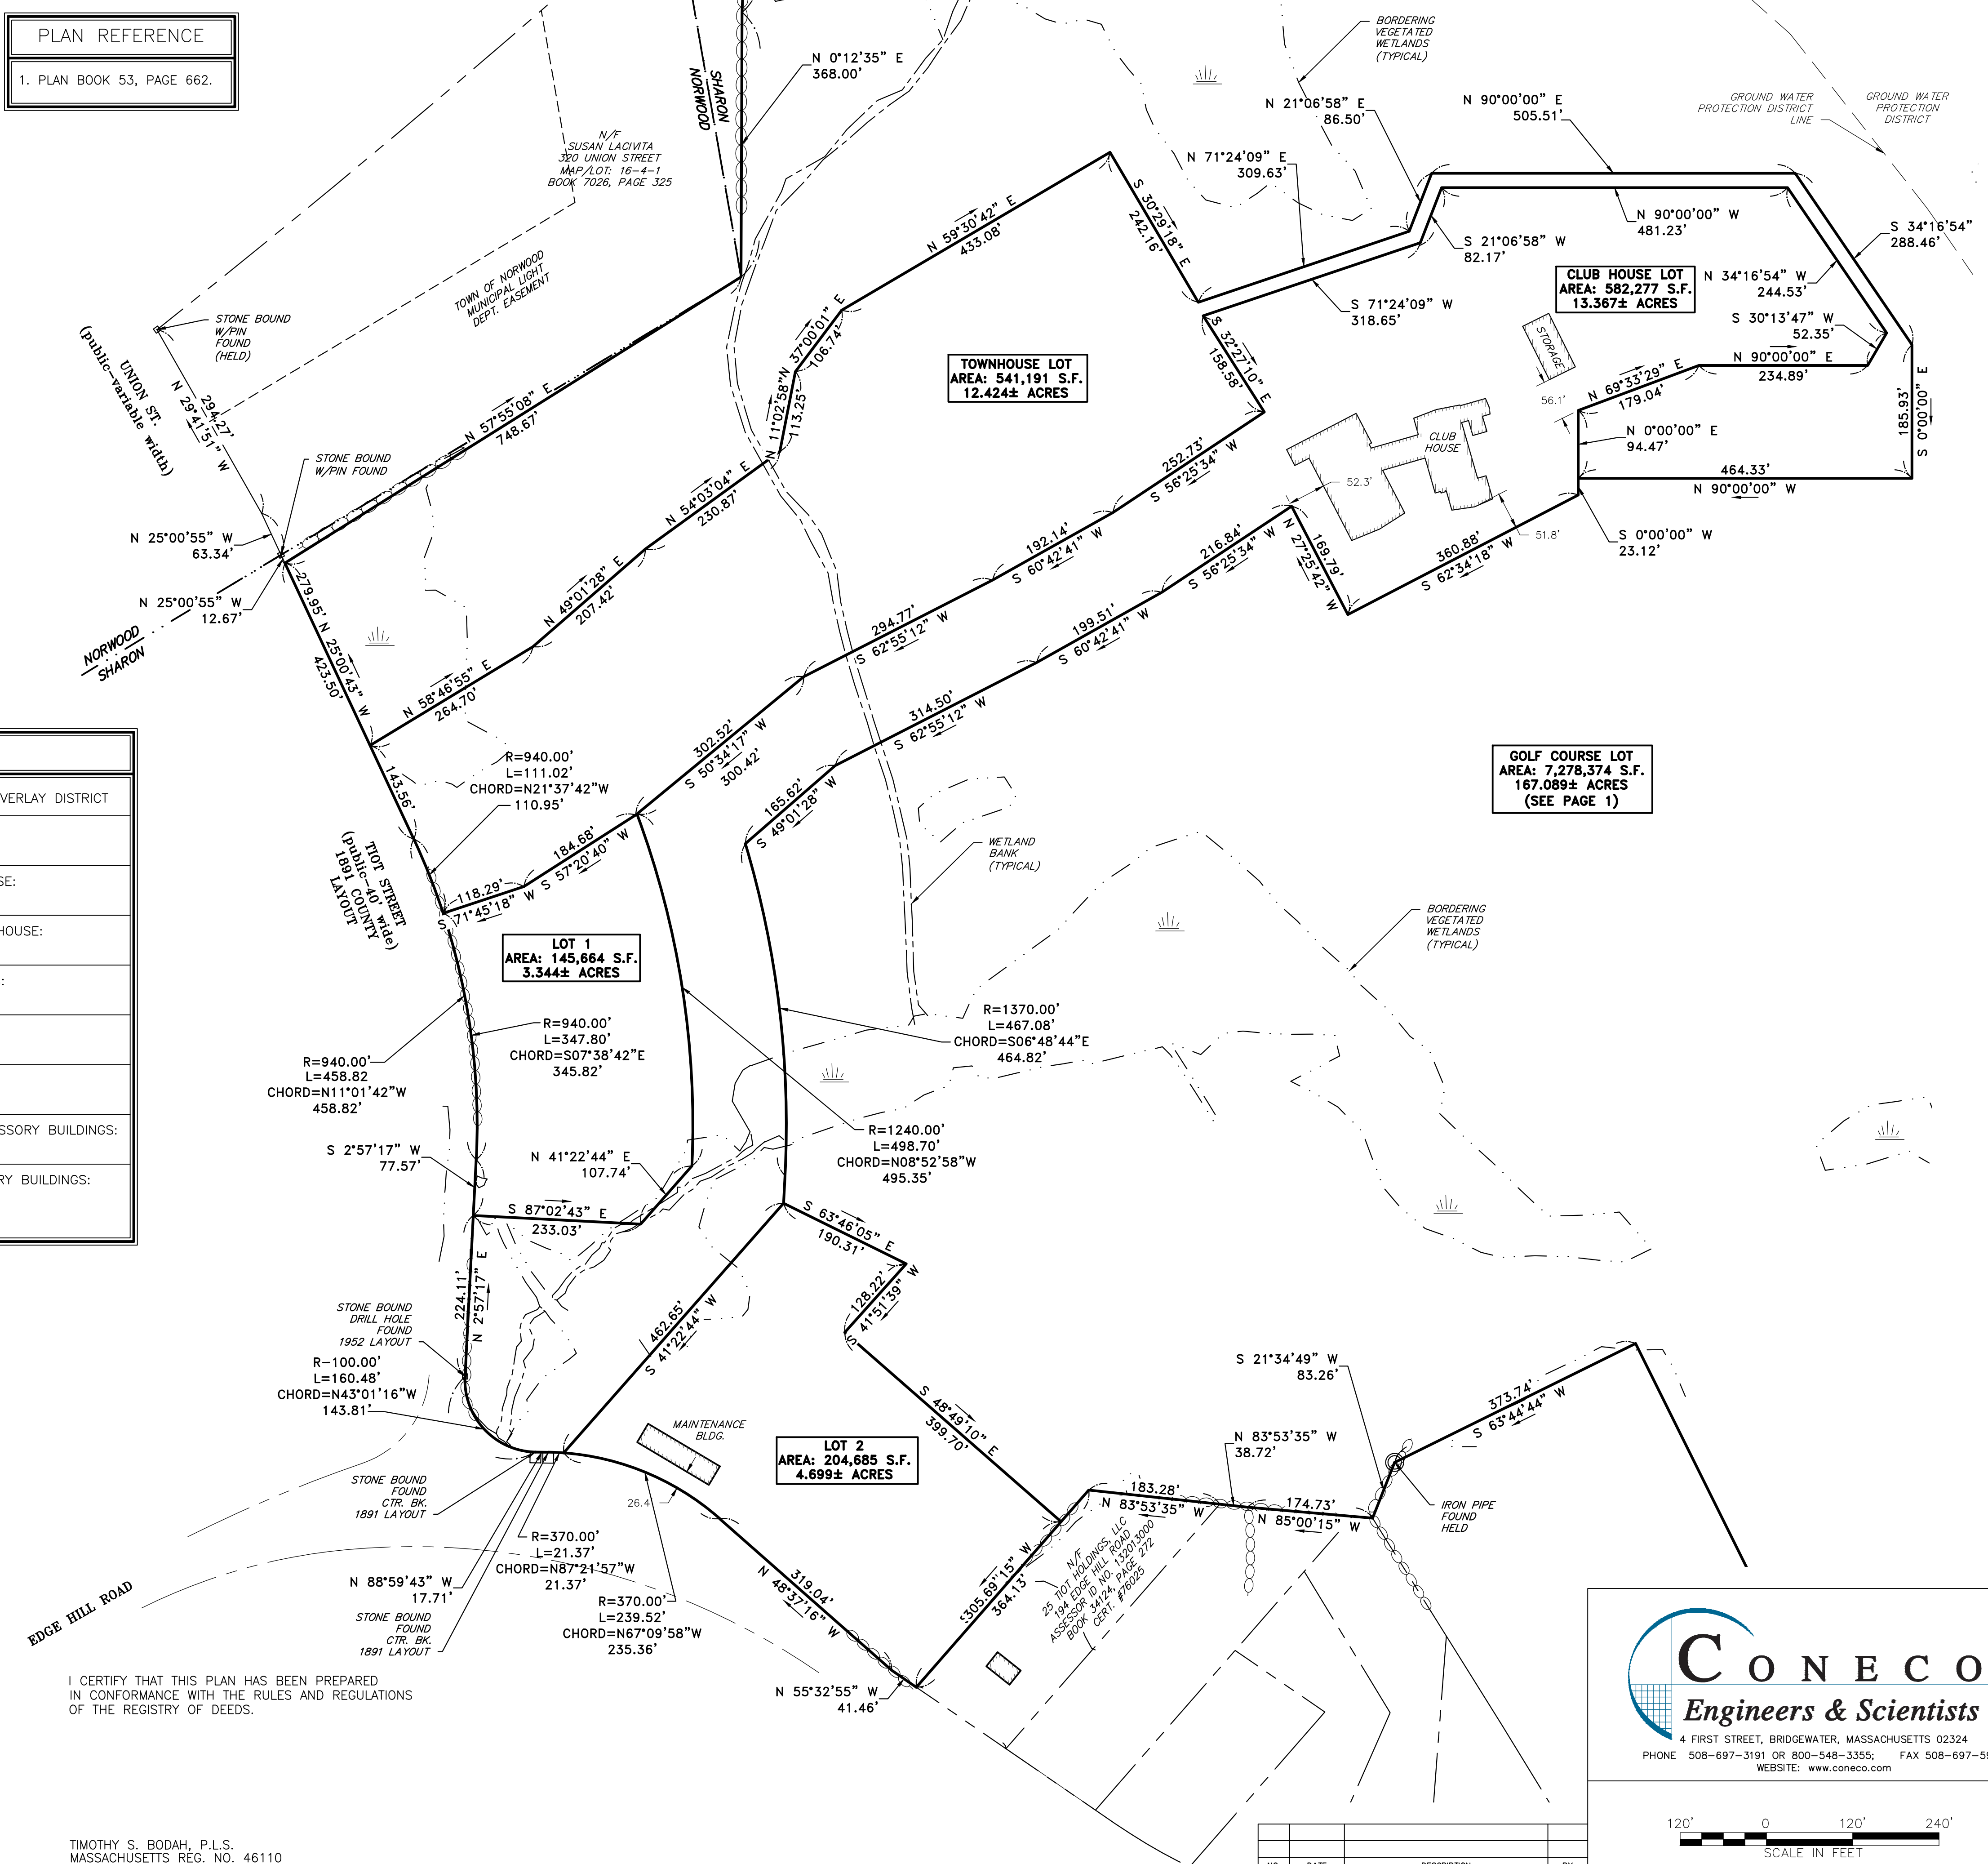 PLAN REFERENCE
1. PLAN BOOK 53, PAGE 662.
N/F
SUSAN LACIVITA
320 UNION STREET
MAP/LOT: 16-4-1
BOOK 7026, PAGE 325
SHARON
NORWOOD
N 0°12'35" E
368.00'
BORDERING
VEGETATED
WETLANDS
(TYPICAL)
N 21°06'58" E
86.50'
N 90°00'00" E
505.51'
GROUND WATER
PROTECTION DISTRICT
LINE
GROUND WATER
PROTECTION
DISTRICT
N 71°24'09" E
309.63'
N 59°30'42" E
433.08'
S 30°29'18" E
242.16'
N 90°00'00" W
481.23'
S 21°06'58" W
82.17'
S 34°16'54"
288.46'
CLUB HOUSE LOT
AREA: 582,277 S.F.
13.367± ACRES
N 34°16'54" W
244.53'
S 71°24'09" W
318.65'
S 30°13'47" W
52.35'
STORAGE
N 90°00'00" E
234.89'
TOWN OF NORWOOD
MUNICIPAL LIGHT
DEPT. EASEMENT
STONE BOUND
W/PIN
FOUND
(HELD)
UNION ST.
(public-variable width)
294.27'
N 29°41'51" W
N 57°55'08" E
748.67'
N 37°00'01" E
106.74'
N 11°02'58"
113.25'
TOWNHOUSE LOT
AREA: 541,191 S.F.
12.424± ACRES
S 32°27'10" E
158.58'
56.1'
N 69°33'29" E
179.04'
185.93'
S 0°00'00" E
CLUB
HOUSE
N 0°00'00" E
94.47'
464.33'
N 90°00'00" W
STONE BOUND
W/PIN FOUND
N 54°03'04" E
230.87'
252.73'
S 56°25'34" W
52.3'
51.8'
S 0°00'00" W
23.12'
N 25°00'55" W
63.34'
N 25°00'55" W
12.67'
NORWOOD
SHARON
279.95'
N 25°00'43" W
423.50'
N 49°01'28" E
207.42'
192.14'
S 60°42'41" W
216.84'
S 56°25'34" W
169.79'
N 27°25'42" W
360.88'
S 62°34'18" W
294.77'
S 62°55'12" W
199.51'
S 60°42'41" W
N 58°46'55" E
264.70'
314.50'
S 62°55'12" W
302.52'
S 50°34'17" W
300.42'
GOLF COURSE LOT
AREA: 7,278,374 S.F.
167.089± ACRES
(SEE PAGE 1)
R=940.00'
L=111.02'
CHORD=N21°37'42"W
110.95'
143.56'
165.62'
S 49°01'28" W
VERLAY DISTRICT
SE:
HOUSE:
:
SSORY BUILDINGS:
RY BUILDINGS:
TIOT STREET
(public-40' wide)
1891 COUNTY
LAYOUT
184.68'
S 57°20'40" W
118.29'
S 71°45'18" W
WETLAND
BANK
(TYPICAL)
BORDERING
VEGETATED
WETLANDS
(TYPICAL)
LOT 1
AREA: 145,664 S.F.
3.344± ACRES
R=940.00'
L=347.80'
CHORD=S07°38'42"E
345.82'
R=1370.00'
L=467.08'
CHORD=S06°48'44"E
464.82'
R=940.00'
L=458.82
CHORD=N11°01'42"W
458.82'
R=1240.00'
L=498.70'
CHORD=N08°52'58"W
495.35'
S 2°57'17" W
77.57'
N 41°22'44" E
107.74'
S 87°02'43" E
233.03'
S 63°46'05" E
190.31'
224.11'
N 2°57'17" E
128.22'
S 41°51'39" W
STONE BOUND
DRILL HOLE
FOUND
1952 LAYOUT
462.65'
S 41°22'44" W
R-100.00'
L=160.48'
CHORD=N43°01'16"W
143.81'
S 21°34'49" W
83.26'
373.74'
S 63°44'44" W
MAINTENANCE
BLDG.
S 48°49'10" E
399.70'
LOT 2
AREA: 204,685 S.F.
4.699± ACRES
N 83°53'35" W
38.72'
STONE BOUND
FOUND
CTR. BK.
1891 LAYOUT
26.4'
183.28'
N 83°53'35" W
174.73'
N 85°00'15" W
IRON PIPE
FOUND
HELD
R=370.00'
L=21.37'
CHORD=N87°21'57"W
21.37'
N 88°59'43" W
17.71'
R=370.00'
L=239.52'
CHORD=N67°09'58"W
235.36'
STONE BOUND
FOUND
CTR. BK.
1891 LAYOUT
319.04'
N 48°37'16" W
305.69'
15" W
364.13'
N/F
25 TIOT HOLDINGS, LLC
194 EDGE HILL ROAD
ASSESSOR ID NO. 132013000
BOOK 34124, PAGE 272
CERT. #76025
EDGE HILL ROAD
N 55°32'55" W
41.46'
I CERTIFY THAT THIS PLAN HAS BEEN PREPARED
IN CONFORMANCE WITH THE RULES AND REGULATIONS
OF THE REGISTRY OF DEEDS.
TIMOTHY S. BODAH, P.L.S.
MASSACHUSETTS REG. NO. 46110
CONECO
Engineers & Scientists
4 FIRST STREET, BRIDGEWATER, MASSACHUSETTS 02324
PHONE 508-697-3191 OR 800-548-3355; FAX 508-697-59
WEBSITE: www.coneco.com
120' 0 120' 240'
SCALE IN FEET
NO. DATE DESCRIPTION BY